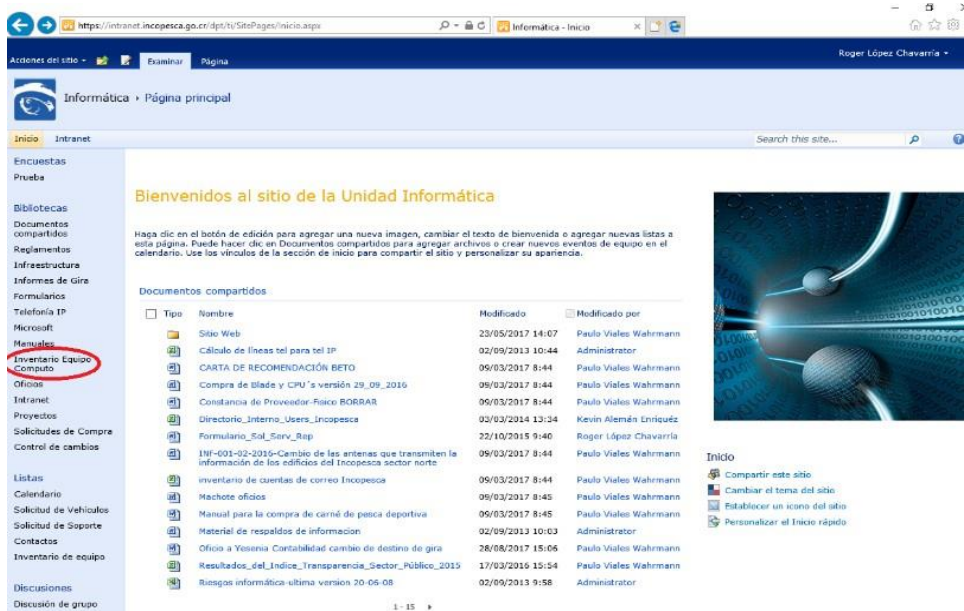 https://intranet.incopesca.go.cr/dpt/ti/SitePages/Inicio.aspx
Informática - Inicio
Roger López Chavarría
Acciones del sitio
Examinar
Página
Informática › Página principal
Inicio
Intranet
Search this site...
Encuestas
Prueba
Bibliotecas
Documentos
compartidos
Reglamentos
Infraestructura
Informes de Gira
Formularios
Telefonía IP
Microsoft
Manuales
Inventario Equipo
Computo
Oficios
Intranet
Proyectos
Solicitudes de Compra
Control de cambios
Listas
Calendario
Solicitud de Vehículos
Solicitud de Soporte
Contactos
Inventario de equipo
Discusiones
Discusión de grupo
Bienvenidos al sitio de la Unidad Informática
Haga clic en el botón de edición para agregar una nueva imagen, cambiar el texto de bienvenida o agregar nuevas listas a
esta página. Puede hacer clic en Documentos compartidos para agregar archivos o crear nuevos eventos de equipo en el
calendario. Use los vínculos de la sección de inicio para compartir el sitio y personalizar su apariencia.
Documentos compartidos
Tipo Nombre Modificado Modificado por
Sitio Web 23/05/2017 14:07 Paulo Viales Wahrmann
Cálculo de líneas tel para tel IP 02/09/2013 10:44 Administrator
CARTA DE RECOMENDACIÓN BETO 09/03/2017 8:44 Paulo Viales Wahrmann
Compra de Blade y CPU´s versión 29_09_2016 09/03/2017 8:44 Paulo Viales Wahrmann
Constancia de Proveedor-Fisico BORRAR 09/03/2017 8:44 Paulo Viales Wahrmann
Directorio_Interno_Users_Incopesca 03/03/2014 13:34 Kevin Alemán Enriquéz
Formulario_Sol_Serv_Rep 22/10/2015 9:40 Roger López Chavarría
INF-001-02-2016-Cambio de las antenas que transmiten la 09/03/2017 8:44 Paulo Viales Wahrmann
información de los edificios del Incopesca sector norte
inventario de cuentas de correo Incopesca 09/03/2017 8:44 Paulo Viales Wahrmann
Machote oficios 09/03/2017 8:45 Paulo Viales Wahrmann
Manual para la compra de carné de pesca deportiva 09/03/2017 8:45 Paulo Viales Wahrmann
Material de respaldos de informacion 02/09/2013 10:03 Administrator
Oficio a Yesenia Contabilidad cambio de destino de gira 28/08/2017 15:06 Paulo Viales Wahrmann
Resultados_del_Indice_Transparencia_Sector_Público_2015 17/03/2016 15:54 Paulo Viales Wahrmann
Riesgos informática-ultima version 20-06-08 02/09/2013 9:58 Administrator
1 - 15
Inicio
Compartir este sitio
Cambiar el tema del sitio
Establecer un icono del sitio
Personalizar el Inicio rápido